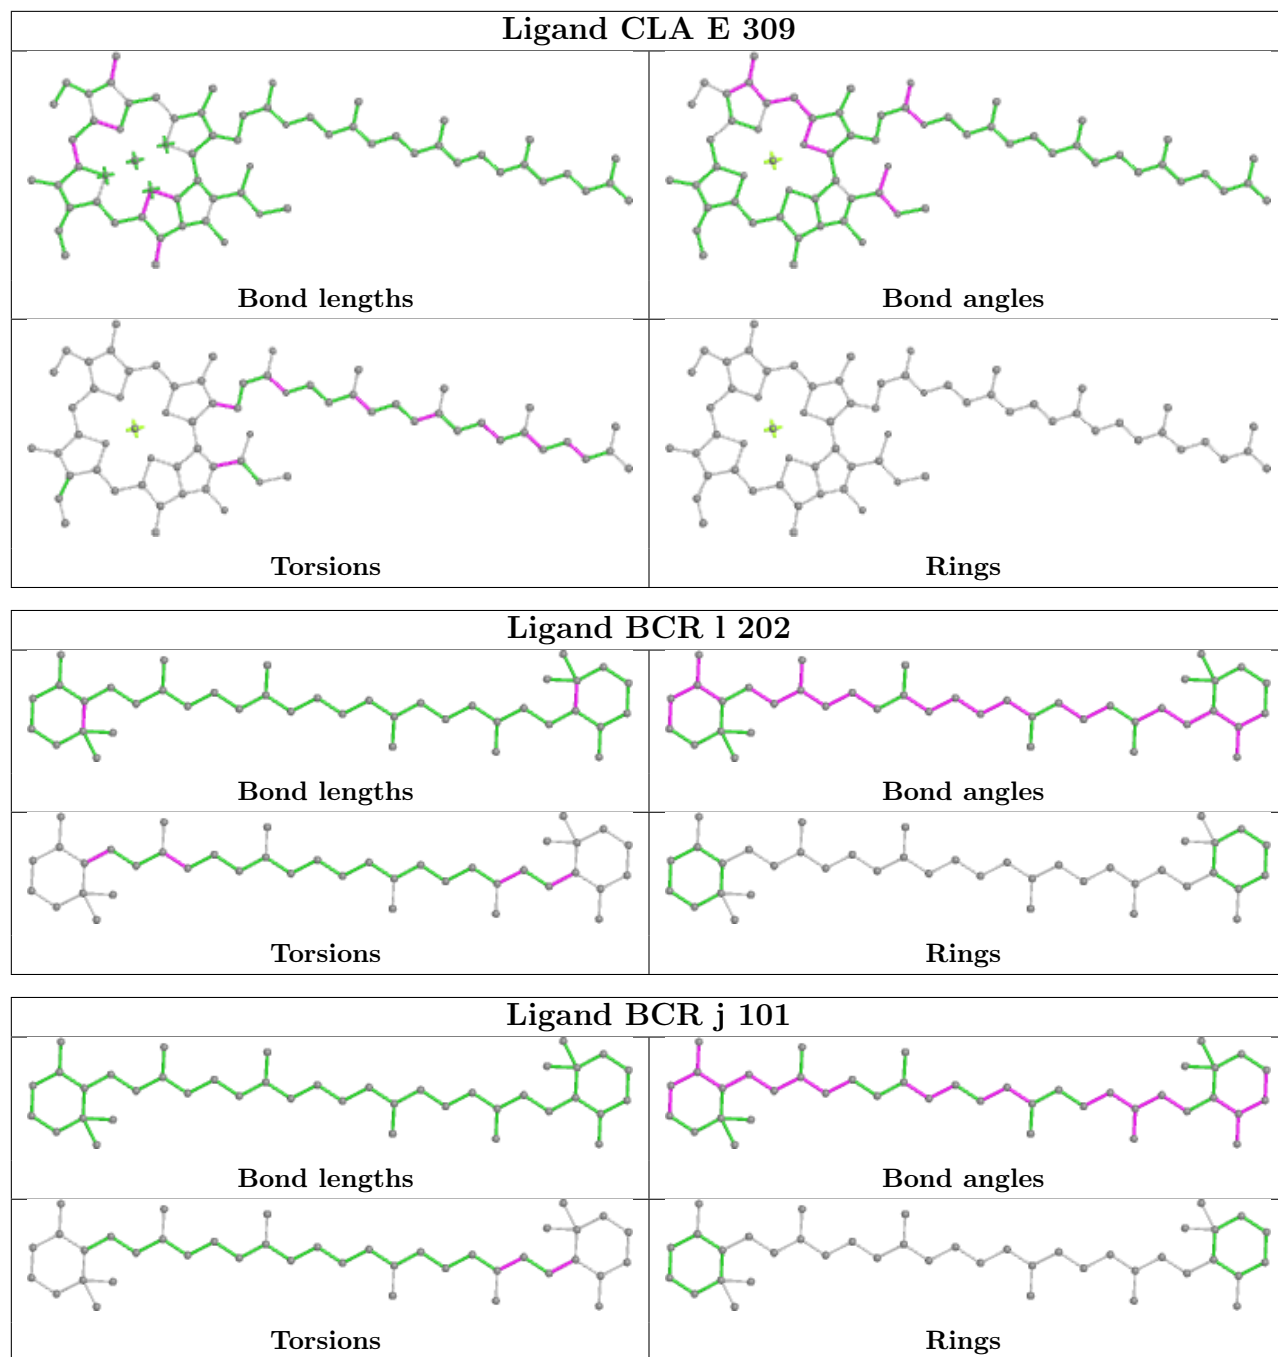 Ligand CLA E 309
Bond lengths
Bond angles
Torsions
Rings
Ligand BCR l 202
Bond lengths
Bond angles
Torsions
Rings
Ligand BCR j 101
Bond lengths
Bond angles
Torsions
Rings